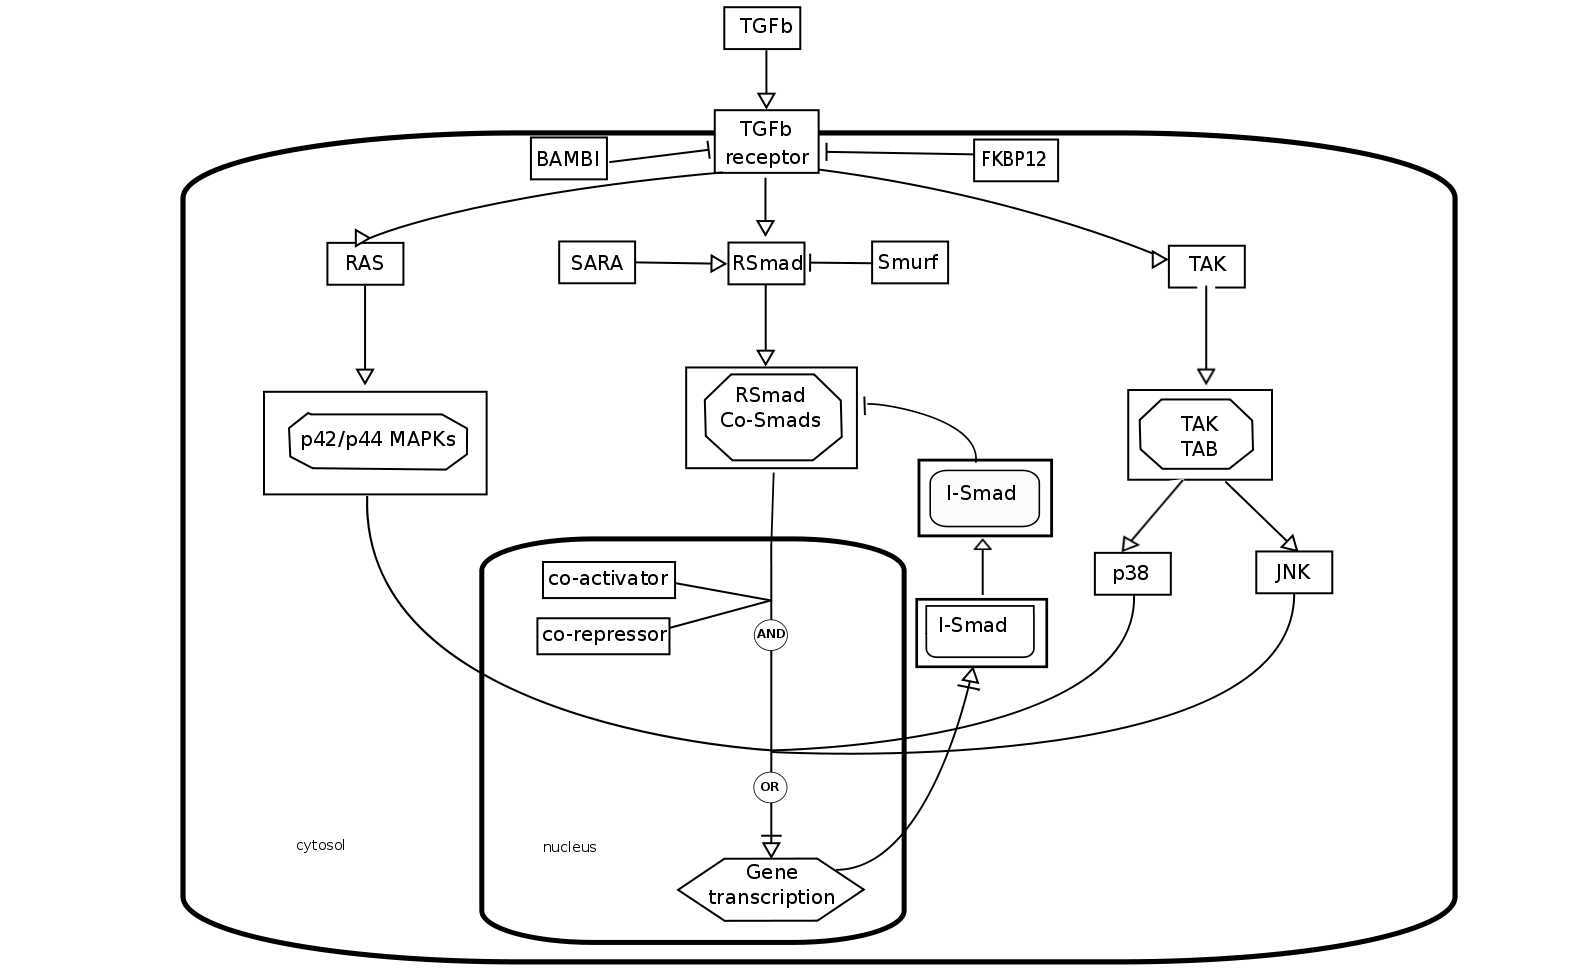 TGFb
TGFb
receptor
BAMBI
FKBP12
RAS
SARA
RSmad
Smurf
TAK
RSmad
Co-Smads
p42/p44 MAPKs
TAK
TAB
I-Smad
co-activator
p38
JNK
I-Smad
co-repressor
AND
OR
cytosol
nucleus
Gene
transcription